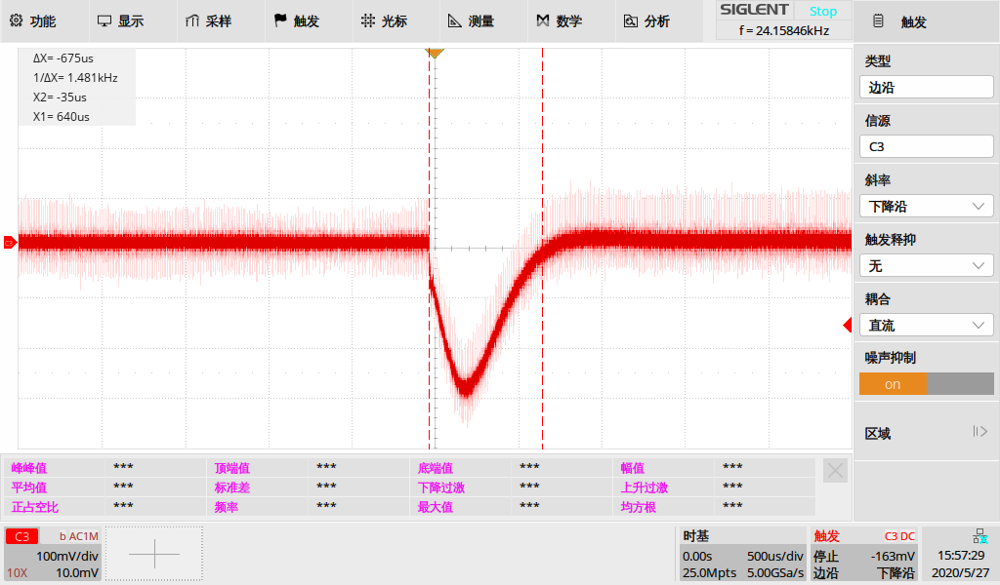 功能 显示 采样 触发 光标 测量 数学 分析 SIGLENT Stop 触发
f = 24.15846kHz
ΔX= -675us
1/ΔX= 1.481kHz
X2= -35us
X1= 640us
类型
边沿
信源
C3
斜率
下降沿
触发释抑
无
耦合
直流
噪声抑制
on
区域
峰峰值 *** 顶端值 *** 底端值 *** 幅值 ***
平均值 *** 标准差 *** 下降过激 *** 上升过激 ***
正占空比 *** 频率 *** 最大值 *** 均方根 ***
C3 b AC1M
100mV/div
10X 10.0mV
时基
0.00s 500us/div
25.0Mpts 5.00GSa/s
触发 C3 DC
停止 -163mV
边沿 下降沿
15:57:29
2020/5/27